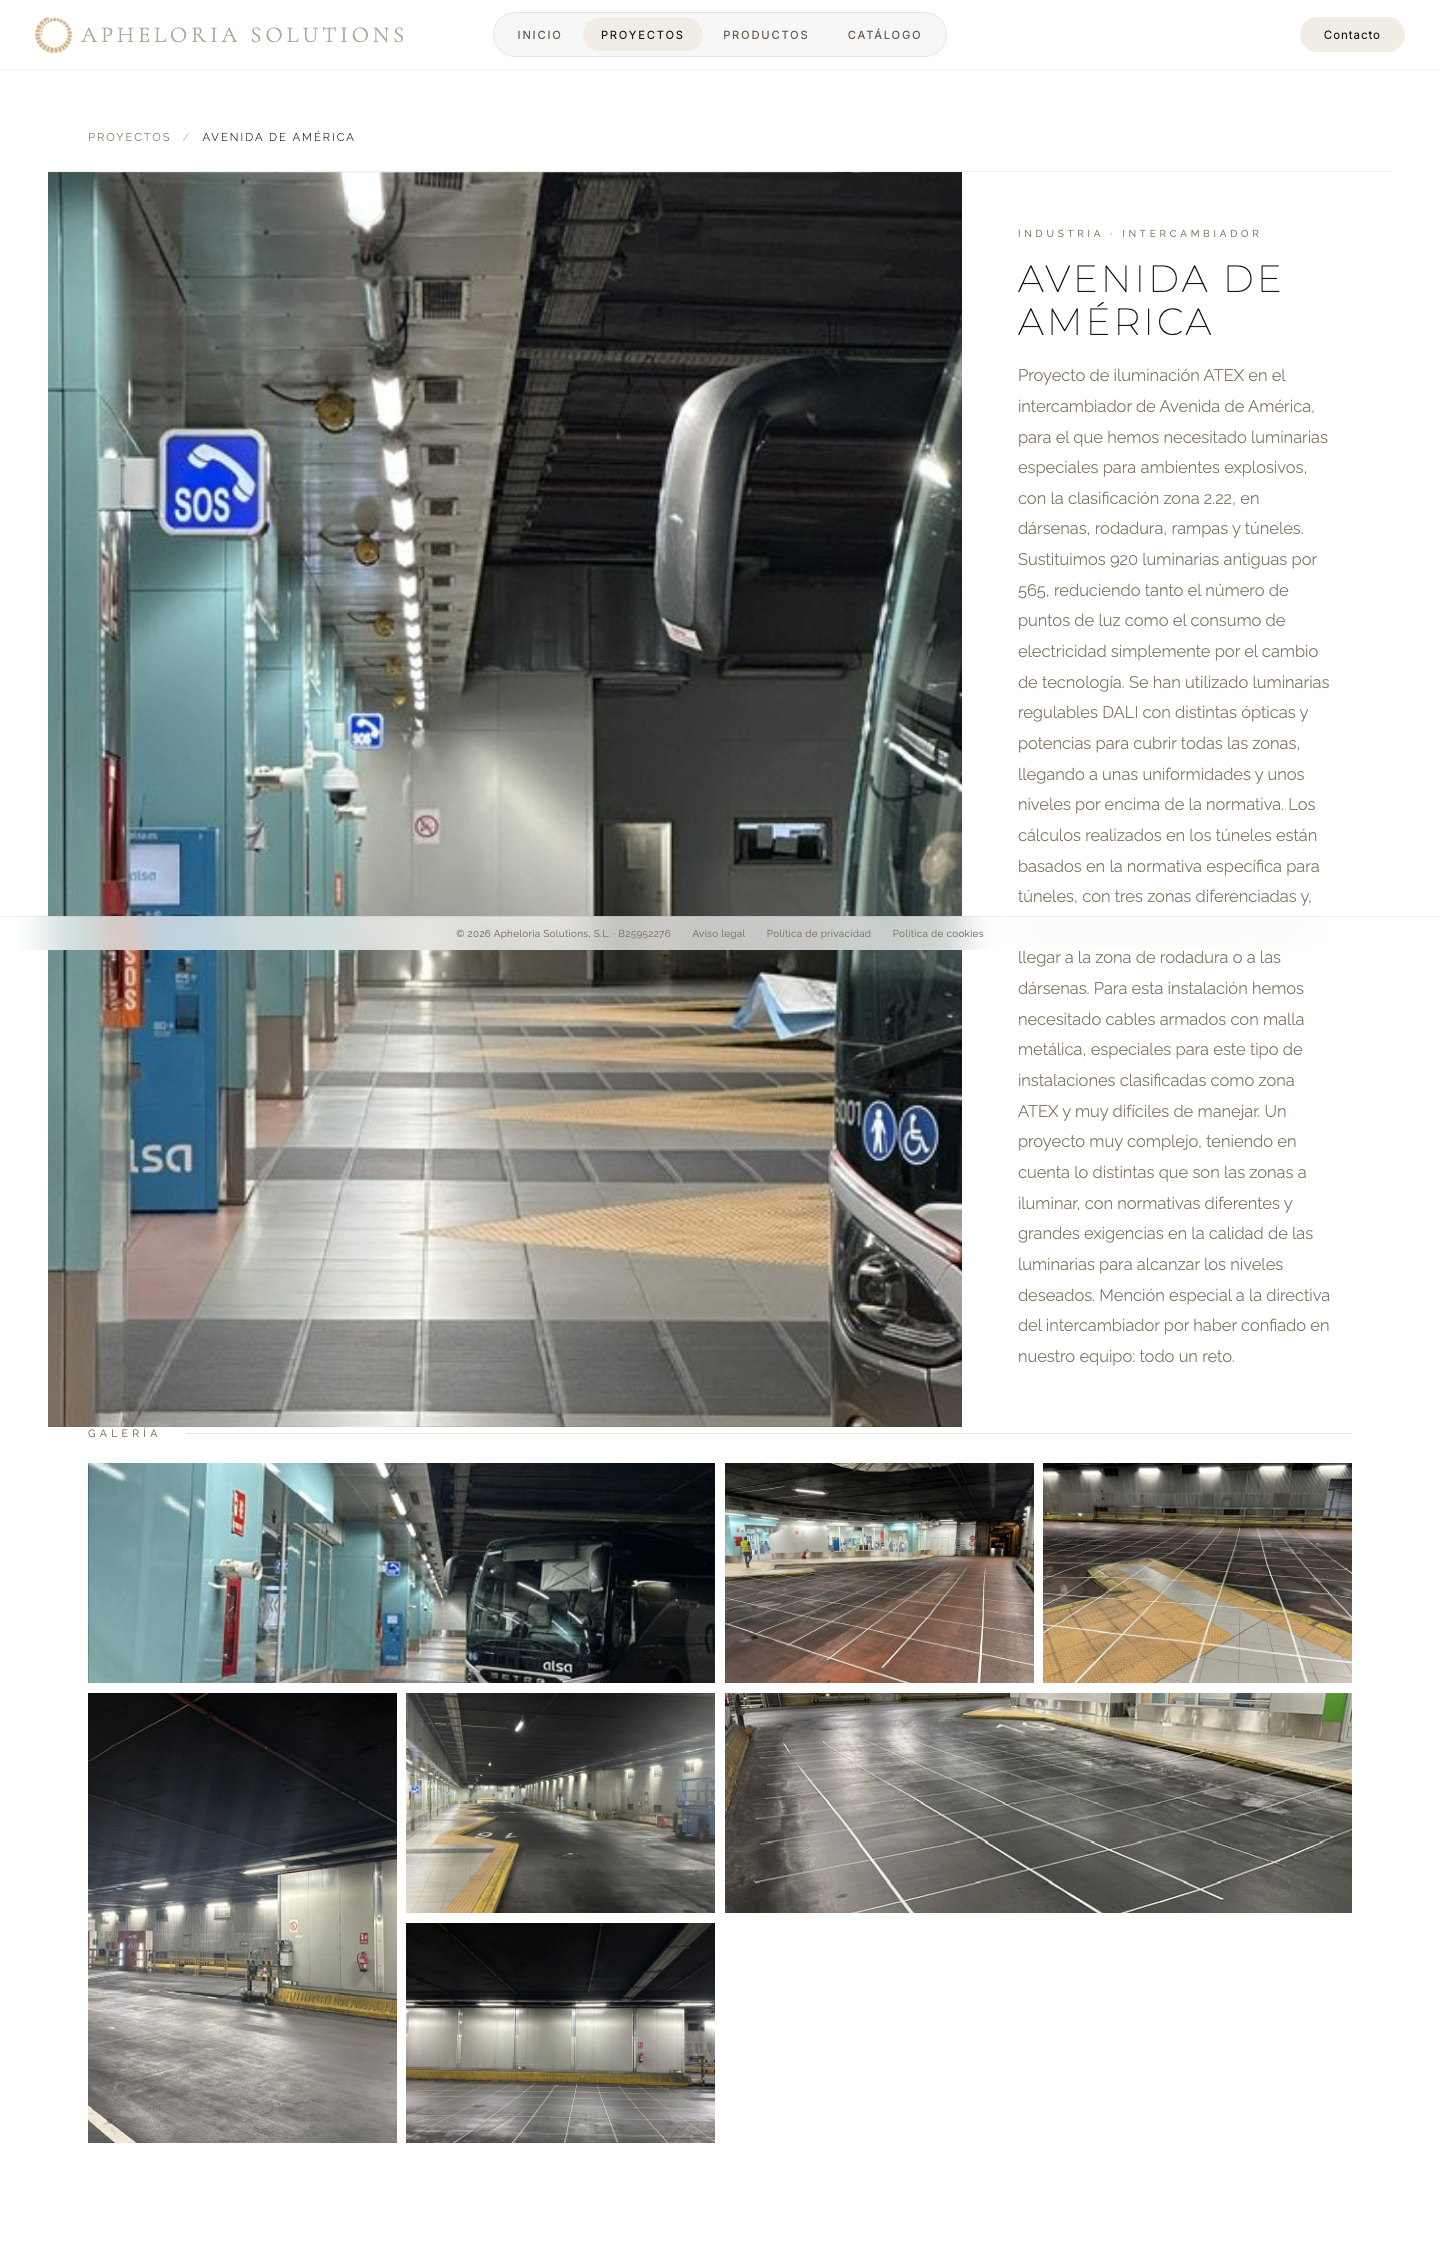 APHELORIA SOLUTIONS
INICIO
PROYECTOS
PRODUCTOS
CATÁLOGO
Contacto
PROYECTOS / AVENIDA DE AMÉRICA
SOS
SOS
alsa
SOS
lsa
3001
INDUSTRIA · INTERCAMBIADOR
AVENIDA DE
AMÉRICA
Proyecto de iluminación ATEX en el
intercambiador de Avenida de América,
para el que hemos necesitado luminarias
especiales para ambientes explosivos,
con la clasificación zona 2.22, en
dársenas, rodadura, rampas y túneles.
Sustituimos 920 luminarias antiguas por
565, reduciendo tanto el número de
puntos de luz como el consumo de
electricidad simplemente por el cambio
de tecnología. Se han utilizado luminarias
regulables DALI con distintas ópticas y
potencias para cubrir todas las zonas,
llegando a unas uniformidades y unos
niveles por encima de la normativa. Los
cálculos realizados en los túneles están
basados en la normativa específica para
túneles, con tres zonas diferenciadas y,
© 2026 Apheloria Solutions, S.L. · B25952276 Aviso legal Política de privacidad Política de cookies
llegar a la zona de rodadura o a las
dársenas. Para esta instalación hemos
necesitado cables armados con malla
metálica, especiales para este tipo de
instalaciones clasificadas como zona
ATEX y muy difíciles de manejar. Un
proyecto muy complejo, teniendo en
cuenta lo distintas que son las zonas a
iluminar, con normativas diferentes y
grandes exigencias en la calidad de las
luminarias para alcanzar los niveles
deseados. Mención especial a la directiva
del intercambiador por haber confiado en
nuestro equipo: todo un reto.
GALERÍA
alsa
SETRA